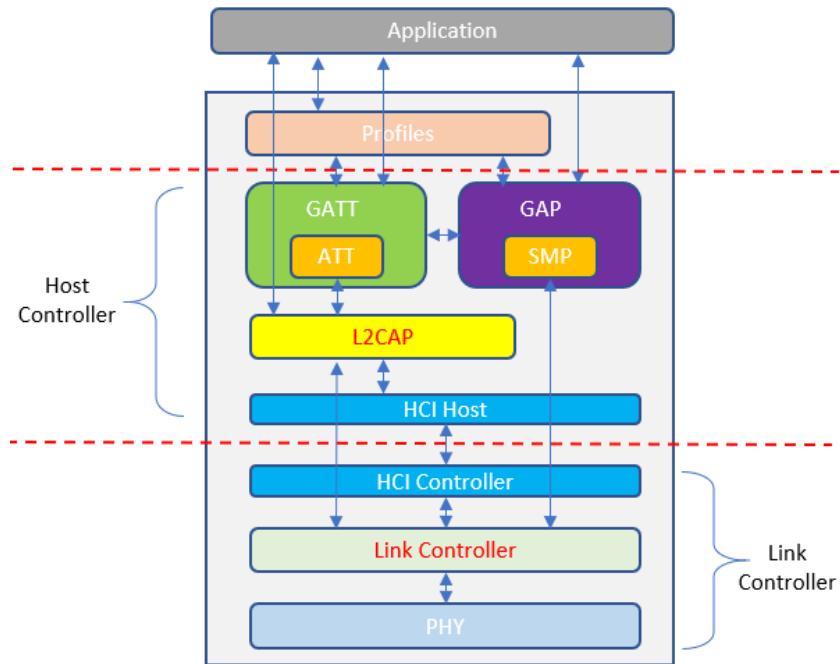 Application
Profiles
GATT
GAP
ATT
SMP
Host
Controller
L2CAP
HCI Host
HCI Controller
Link Controller
Link
Controller
PHY